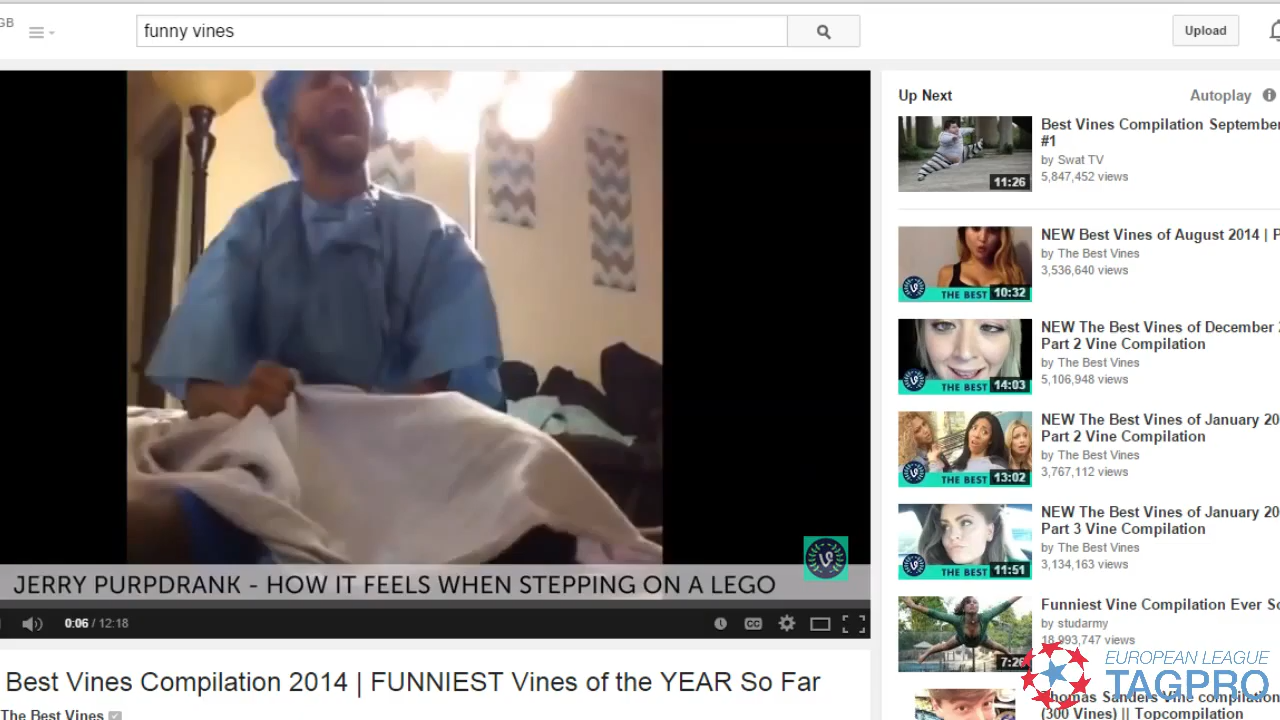 GB
funny vines
Upload
JERRY PURPDRANK - HOW IT FEELS WHEN STEPPING ON A LEGO
0:06 / 12:18
CC
Best Vines Compilation 2014 | FUNNIEST Vines of the YEAR So Far
The Best Vines
Up Next
Autoplay
Best Vines Compilation September
#1
by Swat TV
5,847,452 views
11:26
NEW Best Vines of August 2014 | P
by The Best Vines
3,536,640 views
THE BEST 10:32
NEW The Best Vines of December 2
Part 2 Vine Compilation
by The Best Vines
5,106,948 views
THE BEST 14:03
NEW The Best Vines of January 20
Part 2 Vine Compilation
by The Best Vines
3,767,112 views
THE BEST 13:02
NEW The Best Vines of January 20
Part 3 Vine Compilation
by The Best Vines
3,134,163 views
THE BEST 11:51
Funniest Vine Compilation Ever So
by studarmy
18,993,747 views
Thomas Sanders Vine compilation
(300 Vines) || Topcompilation
EUROPEAN LEAGUE
TAGPRO